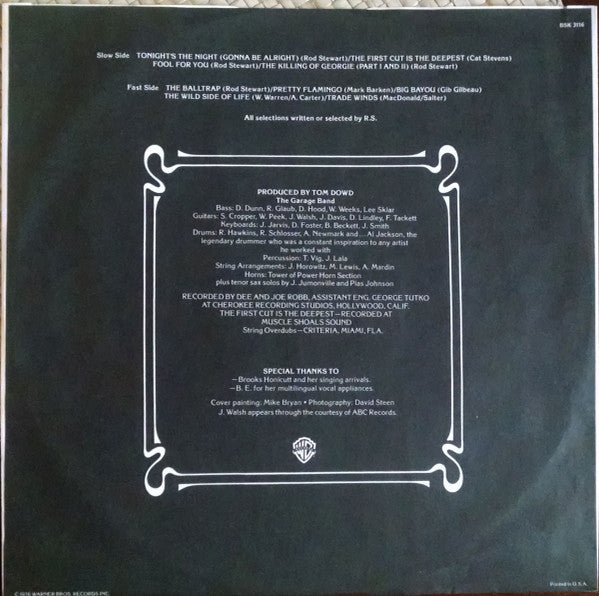 BSK 3116
Slow Side TONIGHT'S THE NIGHT (GONNA BE ALRIGHT) (Rod Stewart)/THE FIRST CUT IS THE DEEPEST (Cat Stevens)
FOOL FOR YOU (Rod Stewart)/THE KILLING OF GEORGIE (PART I AND II) (Rod Stewart)
Fast Side THE BALLTRAP (Rod Stewart)/PRETTY FLAMINGO (Mark Barken)/BIG BAYOU (Gib Gilbeau)
THE WILD SIDE OF LIFE (W. Warren/A. Carter)/TRADE WINDS (MacDonald/Salter)
All selections written or selected by R.S.
PRODUCED BY TOM DOWD
The Garage Band
Bass: D. Dunn, R. Glaub, D. Hood, W. Weeks, Lee Sklar
Guitars: S. Cropper, W. Peek, J. Walsh, J. Davis, D. Lindley, F. Tackett
Keyboards: J. Jarvis, D. Foster, B. Beckett, J. Smith
Drums: R. Hawkins, R. Schlosser, A. Newmark and ... Al Jackson, the
legendary drummer who was a constant inspiration to any artist
he worked with
Percussion: T. Vig, J. Lala
String Arrangements: J. Horowitz, M. Lewis, A. Mardin
Horns: Tower of Power Horn Section
plus tenor sax solos by J. Jumonville and Plas Johnson
RECORDED BY DEE AND JOE ROBB, ASSISTANT ENG. GEORGE TUTKO
AT CHEROKEE RECORDING STUDIOS, HOLLYWOOD, CALIF.
THE FIRST CUT IS THE DEEPEST—RECORDED AT
MUSCLE SHOALS SOUND
String Overdubs—CRITERIA, MIAMI, FLA.
SPECIAL THANKS TO
—Brooks Honicutt and her singing arrivals.
—B. E. for her multilingual vocal appliances.
Cover painting: Mike Bryan • Photography: David Steen
J. Walsh appears through the courtesy of ABC Records.
© 1976 WARNER BROS. RECORDS INC.
Printed in U.S.A.